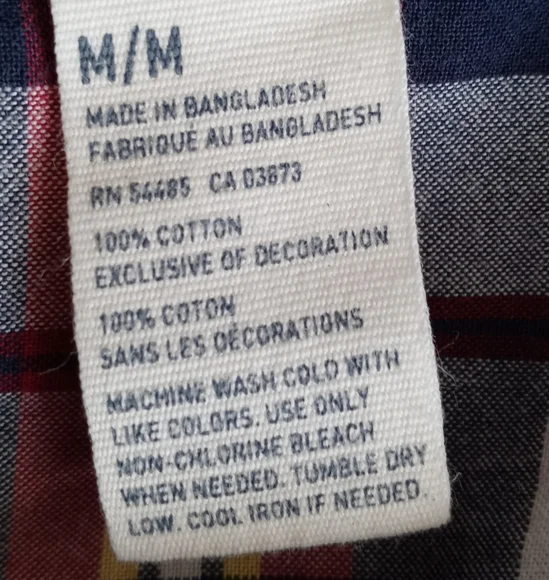 M/M
MADE IN BANGLADESH
FABRIQUE AU BANGLADESH
RN 54485 CA 03673
100% COTTON
EXCLUSIVE OF DECORATION
100% COTON
SANS LES DÉCORATIONS
MACHINE WASH COLD WITH
LIKE COLORS. USE ONLY
NON-CHLORINE BLEACH
WHEN NEEDED. TUMBLE DRY
LOW. COOL IRON IF NEEDED.